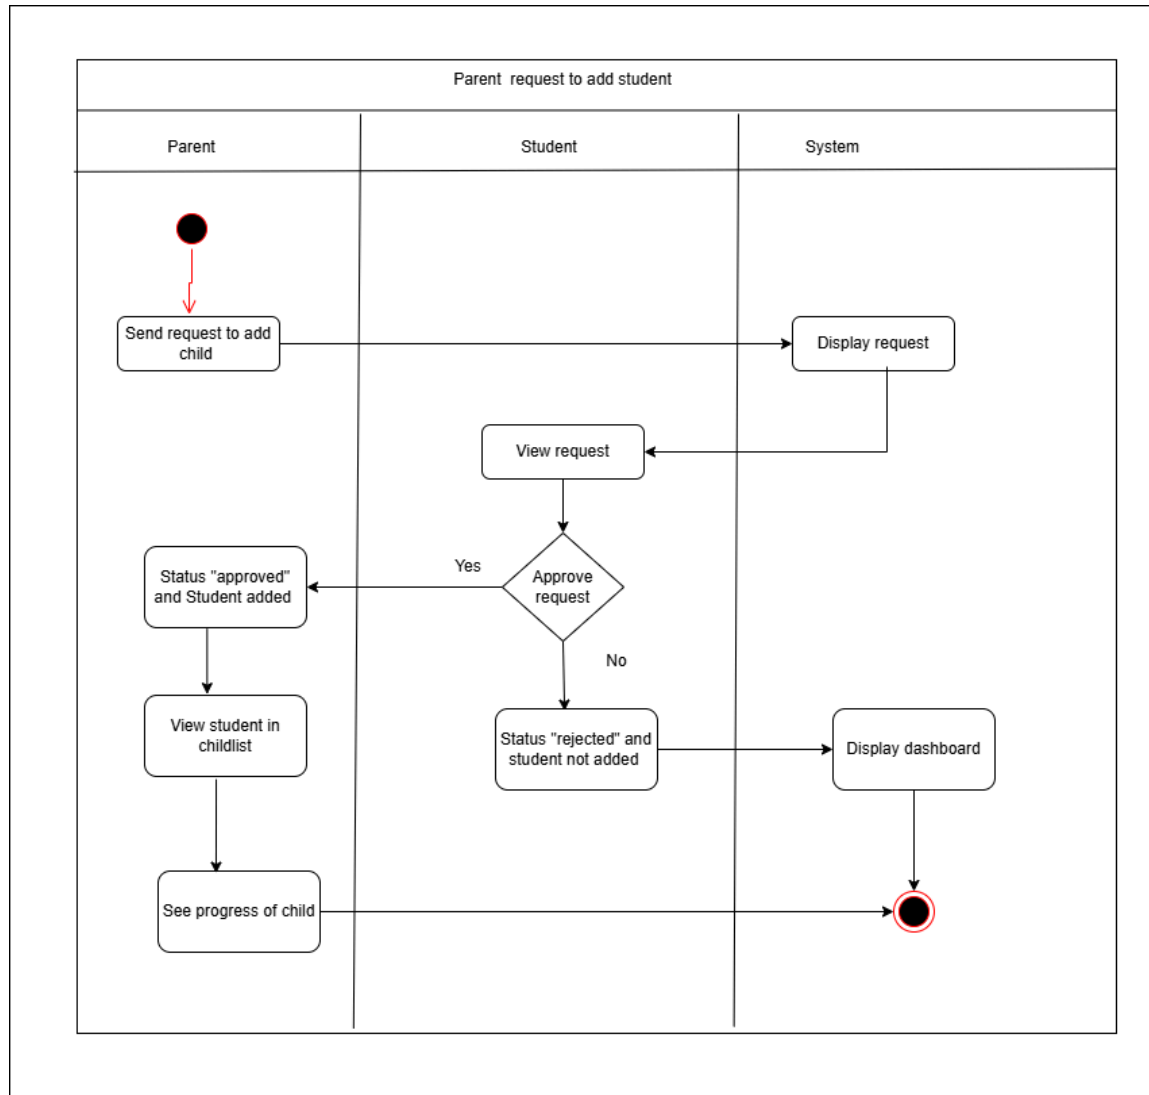 Parent  request to add student
Parent
Student
System
Send request to add
child
Display request
View request
Yes
Status "approved"
and Student added
Approve
request
No
View student in
childlist
Status "rejected" and
student not added
Display dashboard
See progress of child